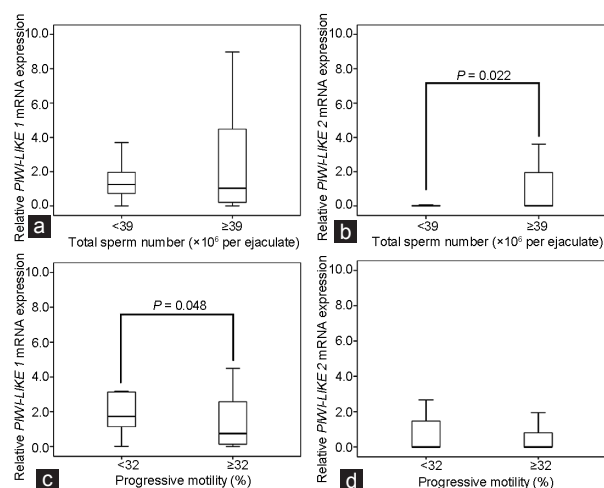 Relative PIWI-LIKE 1 mRNA expression
10.0
8.0
6.0
4.0
2.0
0.0
<39
≥39
a
Total sperm number (×10⁶ per ejaculate)
Relative PIWI-LIKE 2 mRNA expression
10.0
8.0
6.0
4.0
2.0
0.0
P = 0.022
<39
≥39
b
Total sperm number (×10⁶ per ejaculate)
Relative PIWI-LIKE 1 mRNA expression
10.0
8.0
6.0
4.0
2.0
0.0
P = 0.048
<32
≥32
c
Progressive motility (%)
Relative PIWI-LIKE 2 mRNA expression
10.0
8.0
6.0
4.0
2.0
0.0
<32
≥32
d
Progressive motility (%)